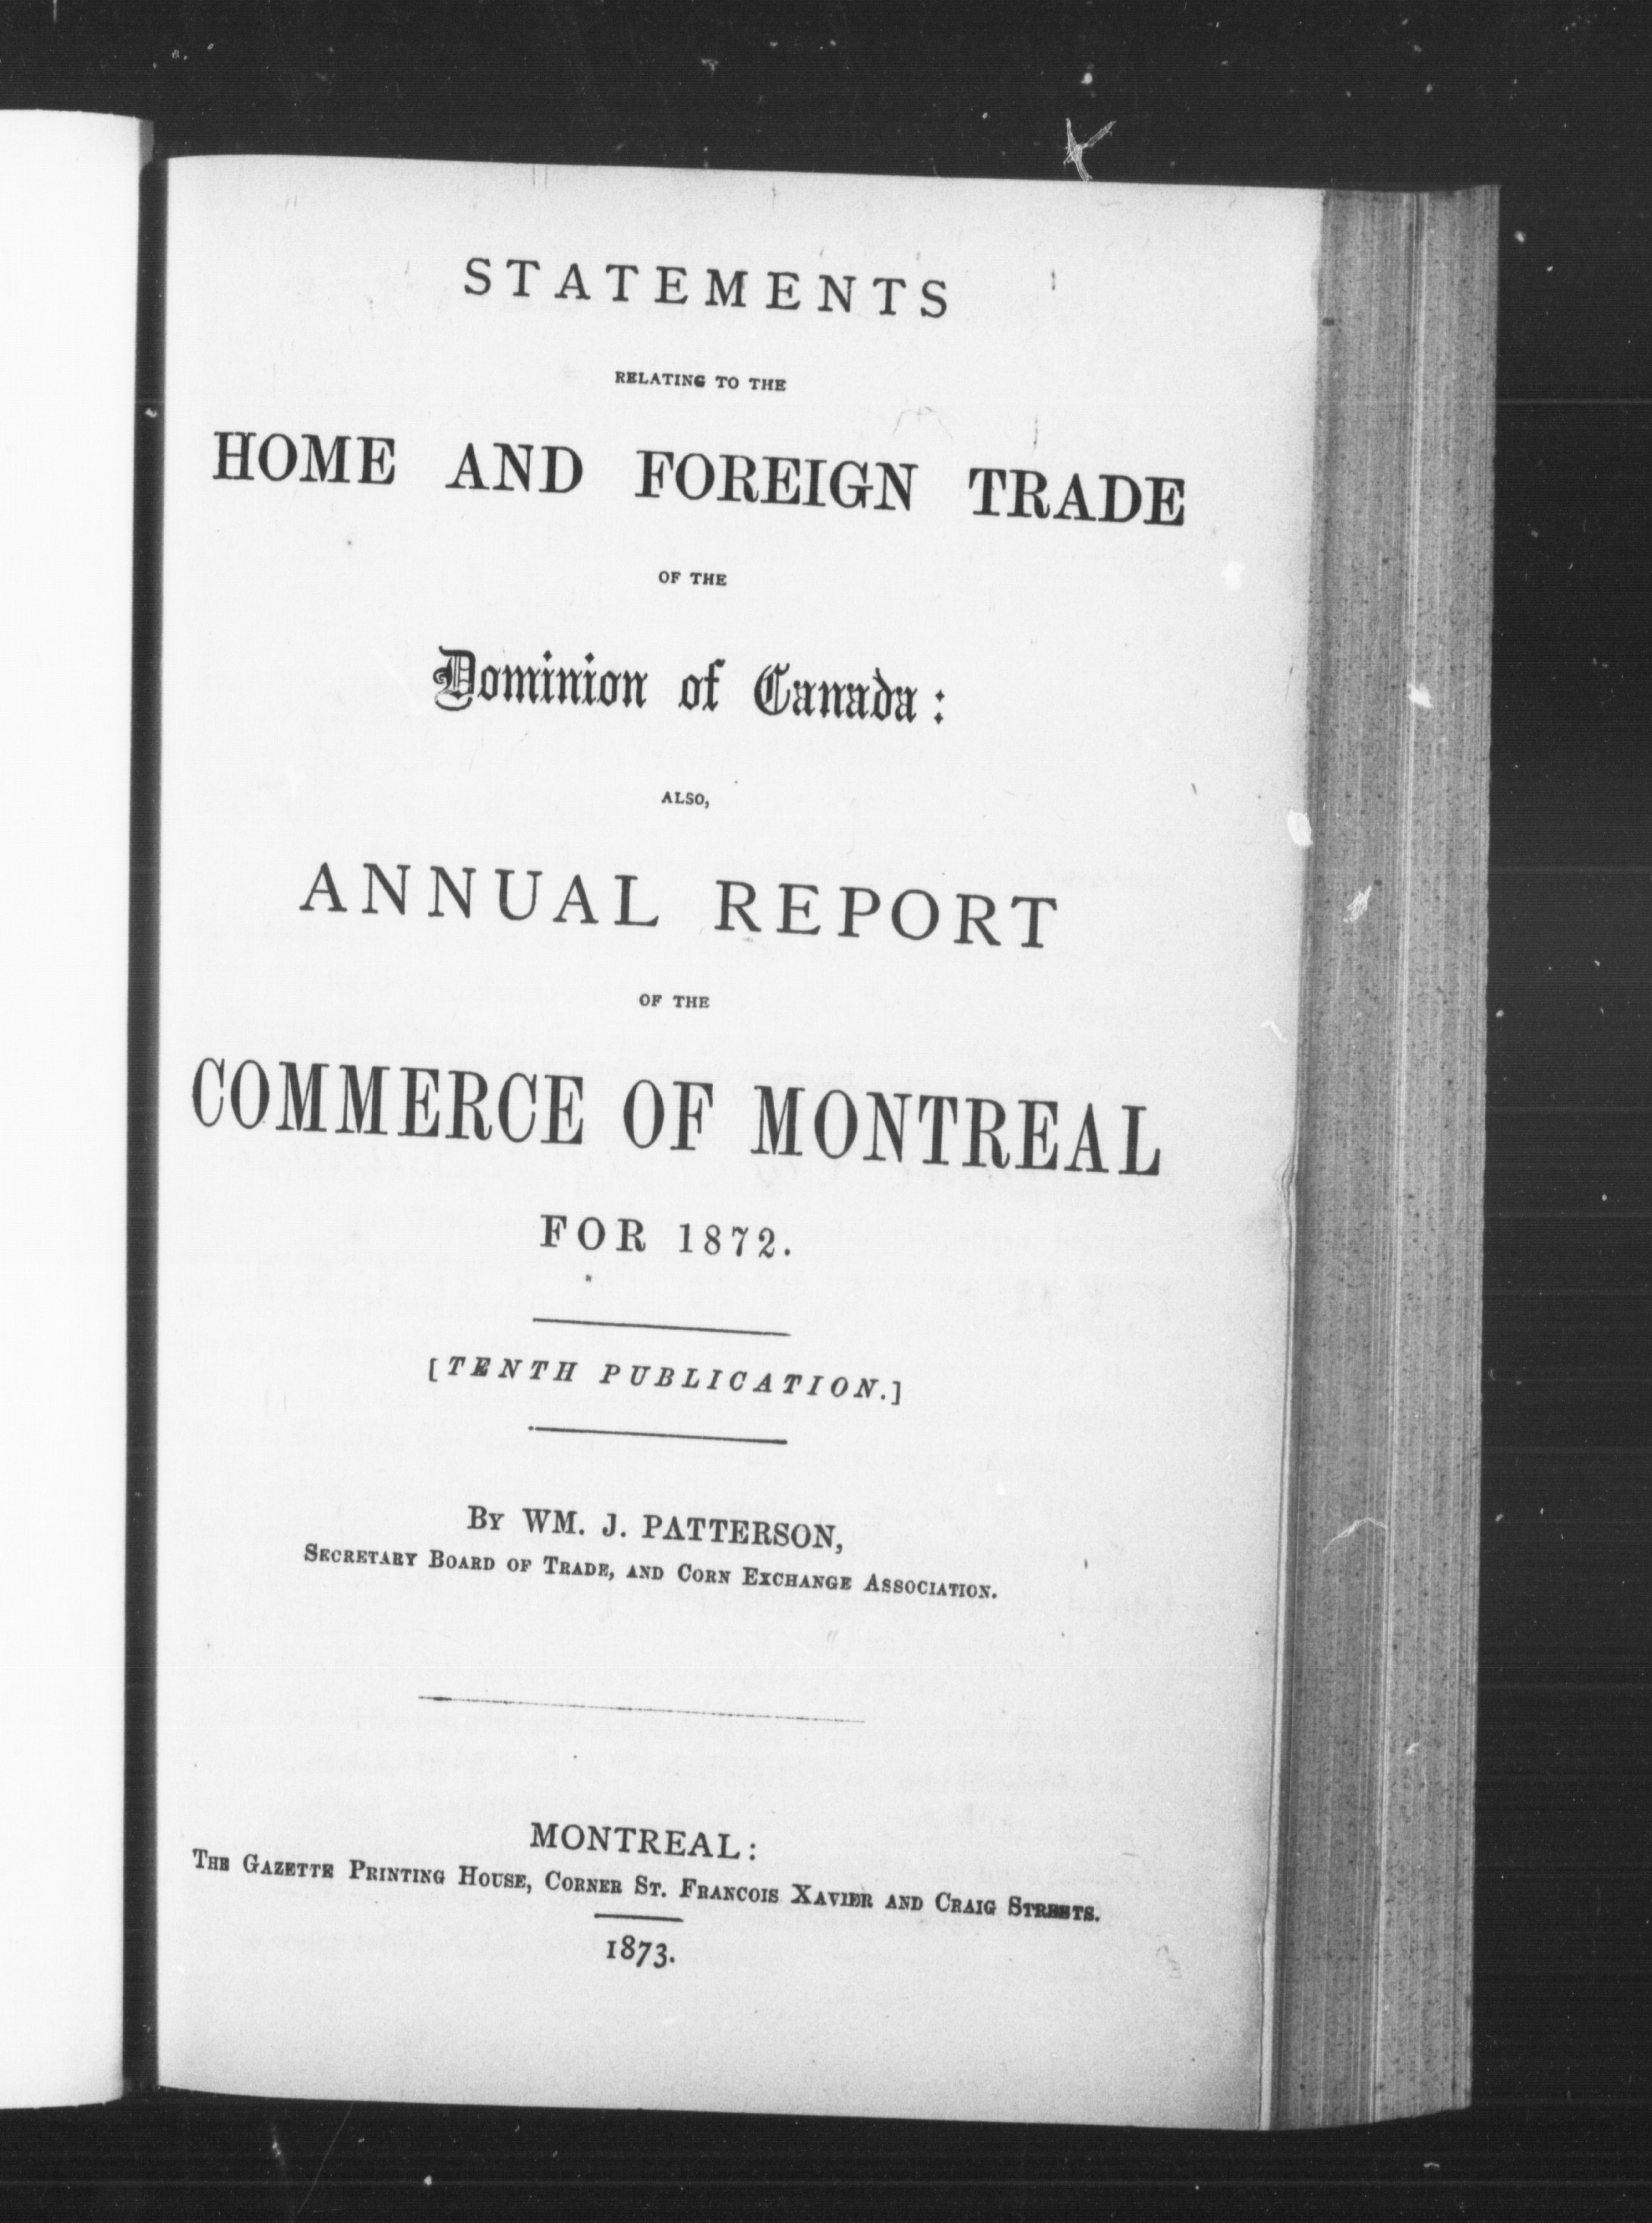 STATEMENTS
RELATING TO THE
HOME AND FOREIGN TRADE
OF THE
Dominion of Canada:
ALSO,
ANNUAL REPORT
OF THE
COMMERCE OF MONTREAL
FOR 1872.
[TENTH PUBLICATION.]
BY WM. J. PATTERSON,
SECRETARY BOARD OF TRADE, AND CORN EXCHANGE ASSOCIATION.
MONTREAL:
THE GAZETTE PRINTING HOUSE, CORNER ST. FRANCOIS XAVIER AND CRAIG STREETS.
1873.